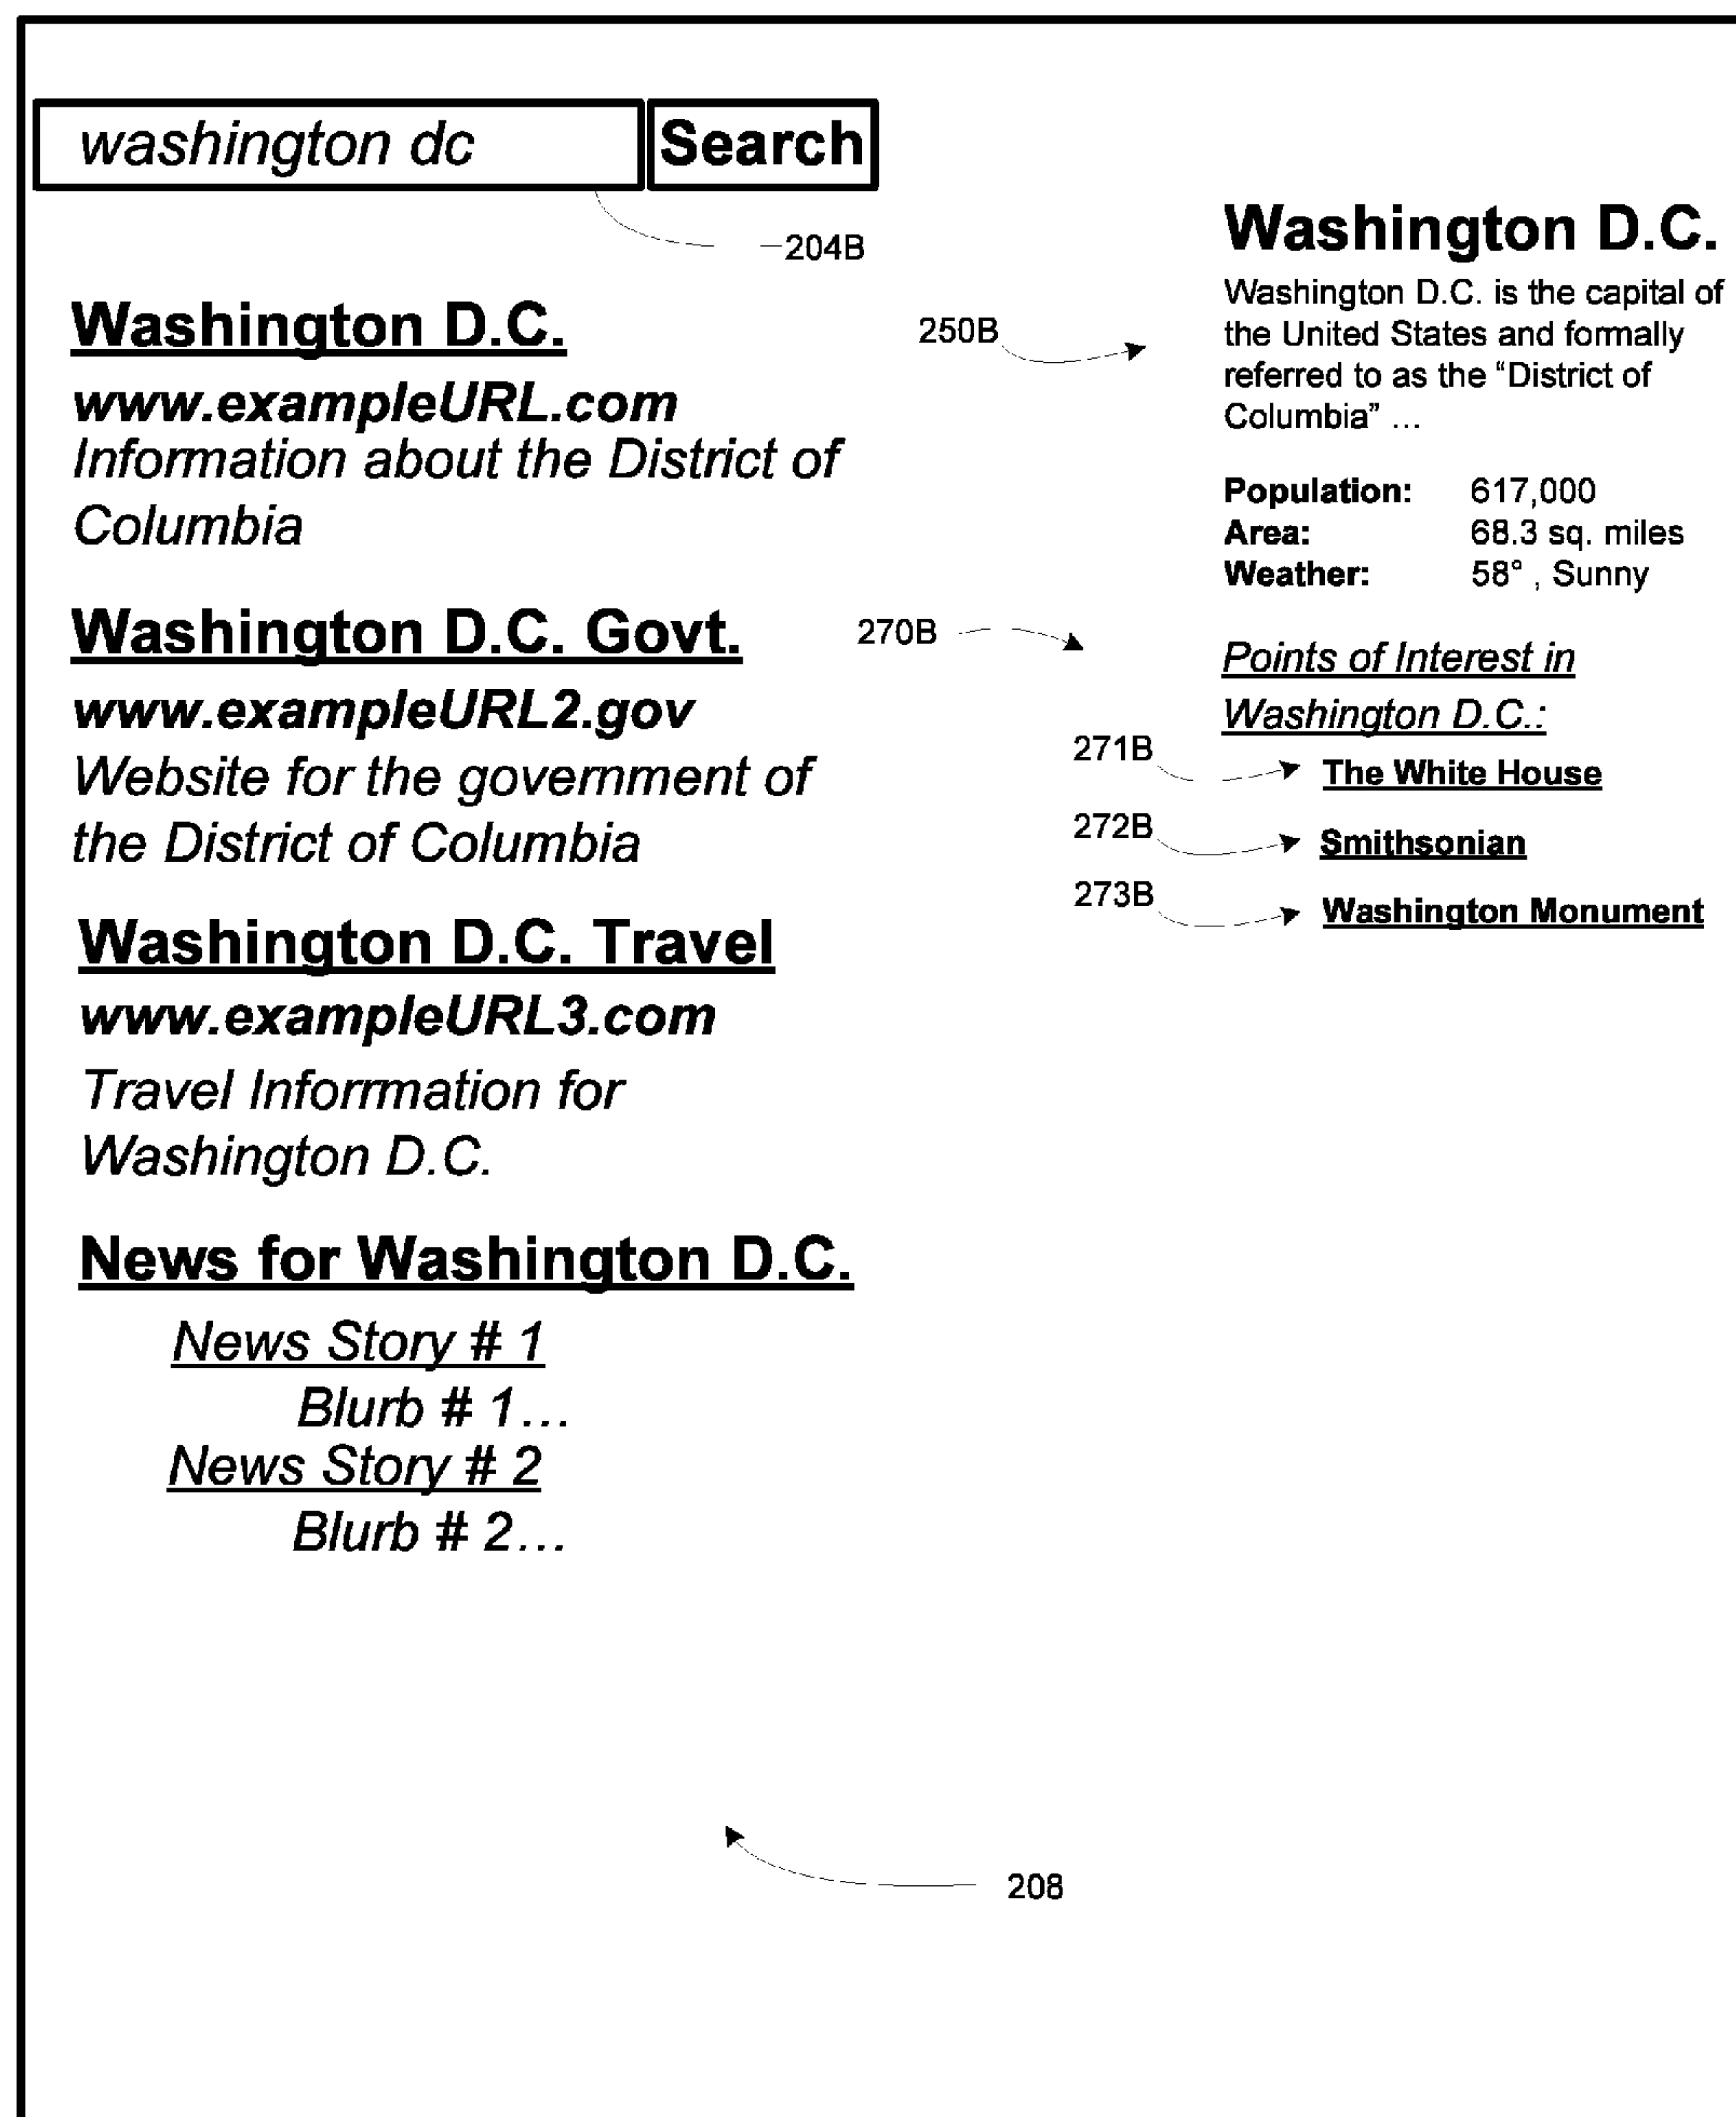 washington dc
Search
204B
Washington D.C.
www.exampleURL.com
Information about the District of
Columbia
Washington D.C. Govt.
www.exampleURL2.gov
Website for the government of
the District of Columbia
Washington D.C. Travel
www.exampleURL3.com
Travel Inforrmation for
Washington D.C.
News for Washington D.C.
News Story # 1
Blurb # 1...
News Story # 2
Blurb # 2...
208
250B
Washington D.C.
Washington D.C. is the capital of
the United States and formally
referred to as the “District of
Columbia” ...
Population: 617,000
Area: 68.3 sq. miles
Weather: 58° , Sunny
270B
Points of Interest in
Washington D.C.:
271B
The White House
272B
Smithsonian
273B
Washington Monument